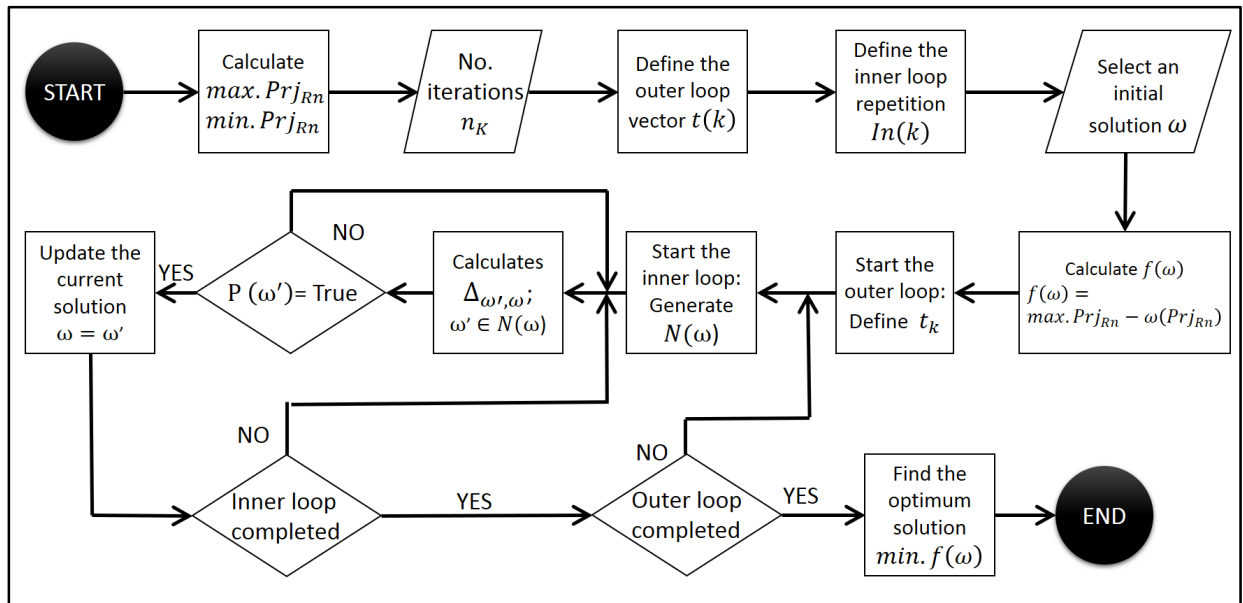 START
Calculate
max. Prj_Rn
min. Prj_Rn
No.
iterations
n_K
Define the
outer loop
vector t(k)
Define the
inner loop
repetition
In(k)
Select an
initial
solution ω
Update the
current
solution
ω = ω'
YES
NO
P (ω')= True
Calculates
Δ_ω',ω;
ω' ∈ N(ω)
Start the
inner loop:
Generate
N(ω)
Start the
outer loop:
Define t_k
Calculate f(ω)
f(ω) =
max. Prj_Rn − ω(Prj_Rn)
NO
Inner loop
completed
YES
NO
Outer loop
completed
YES
Find the
optimum
solution
min. f(ω)
END